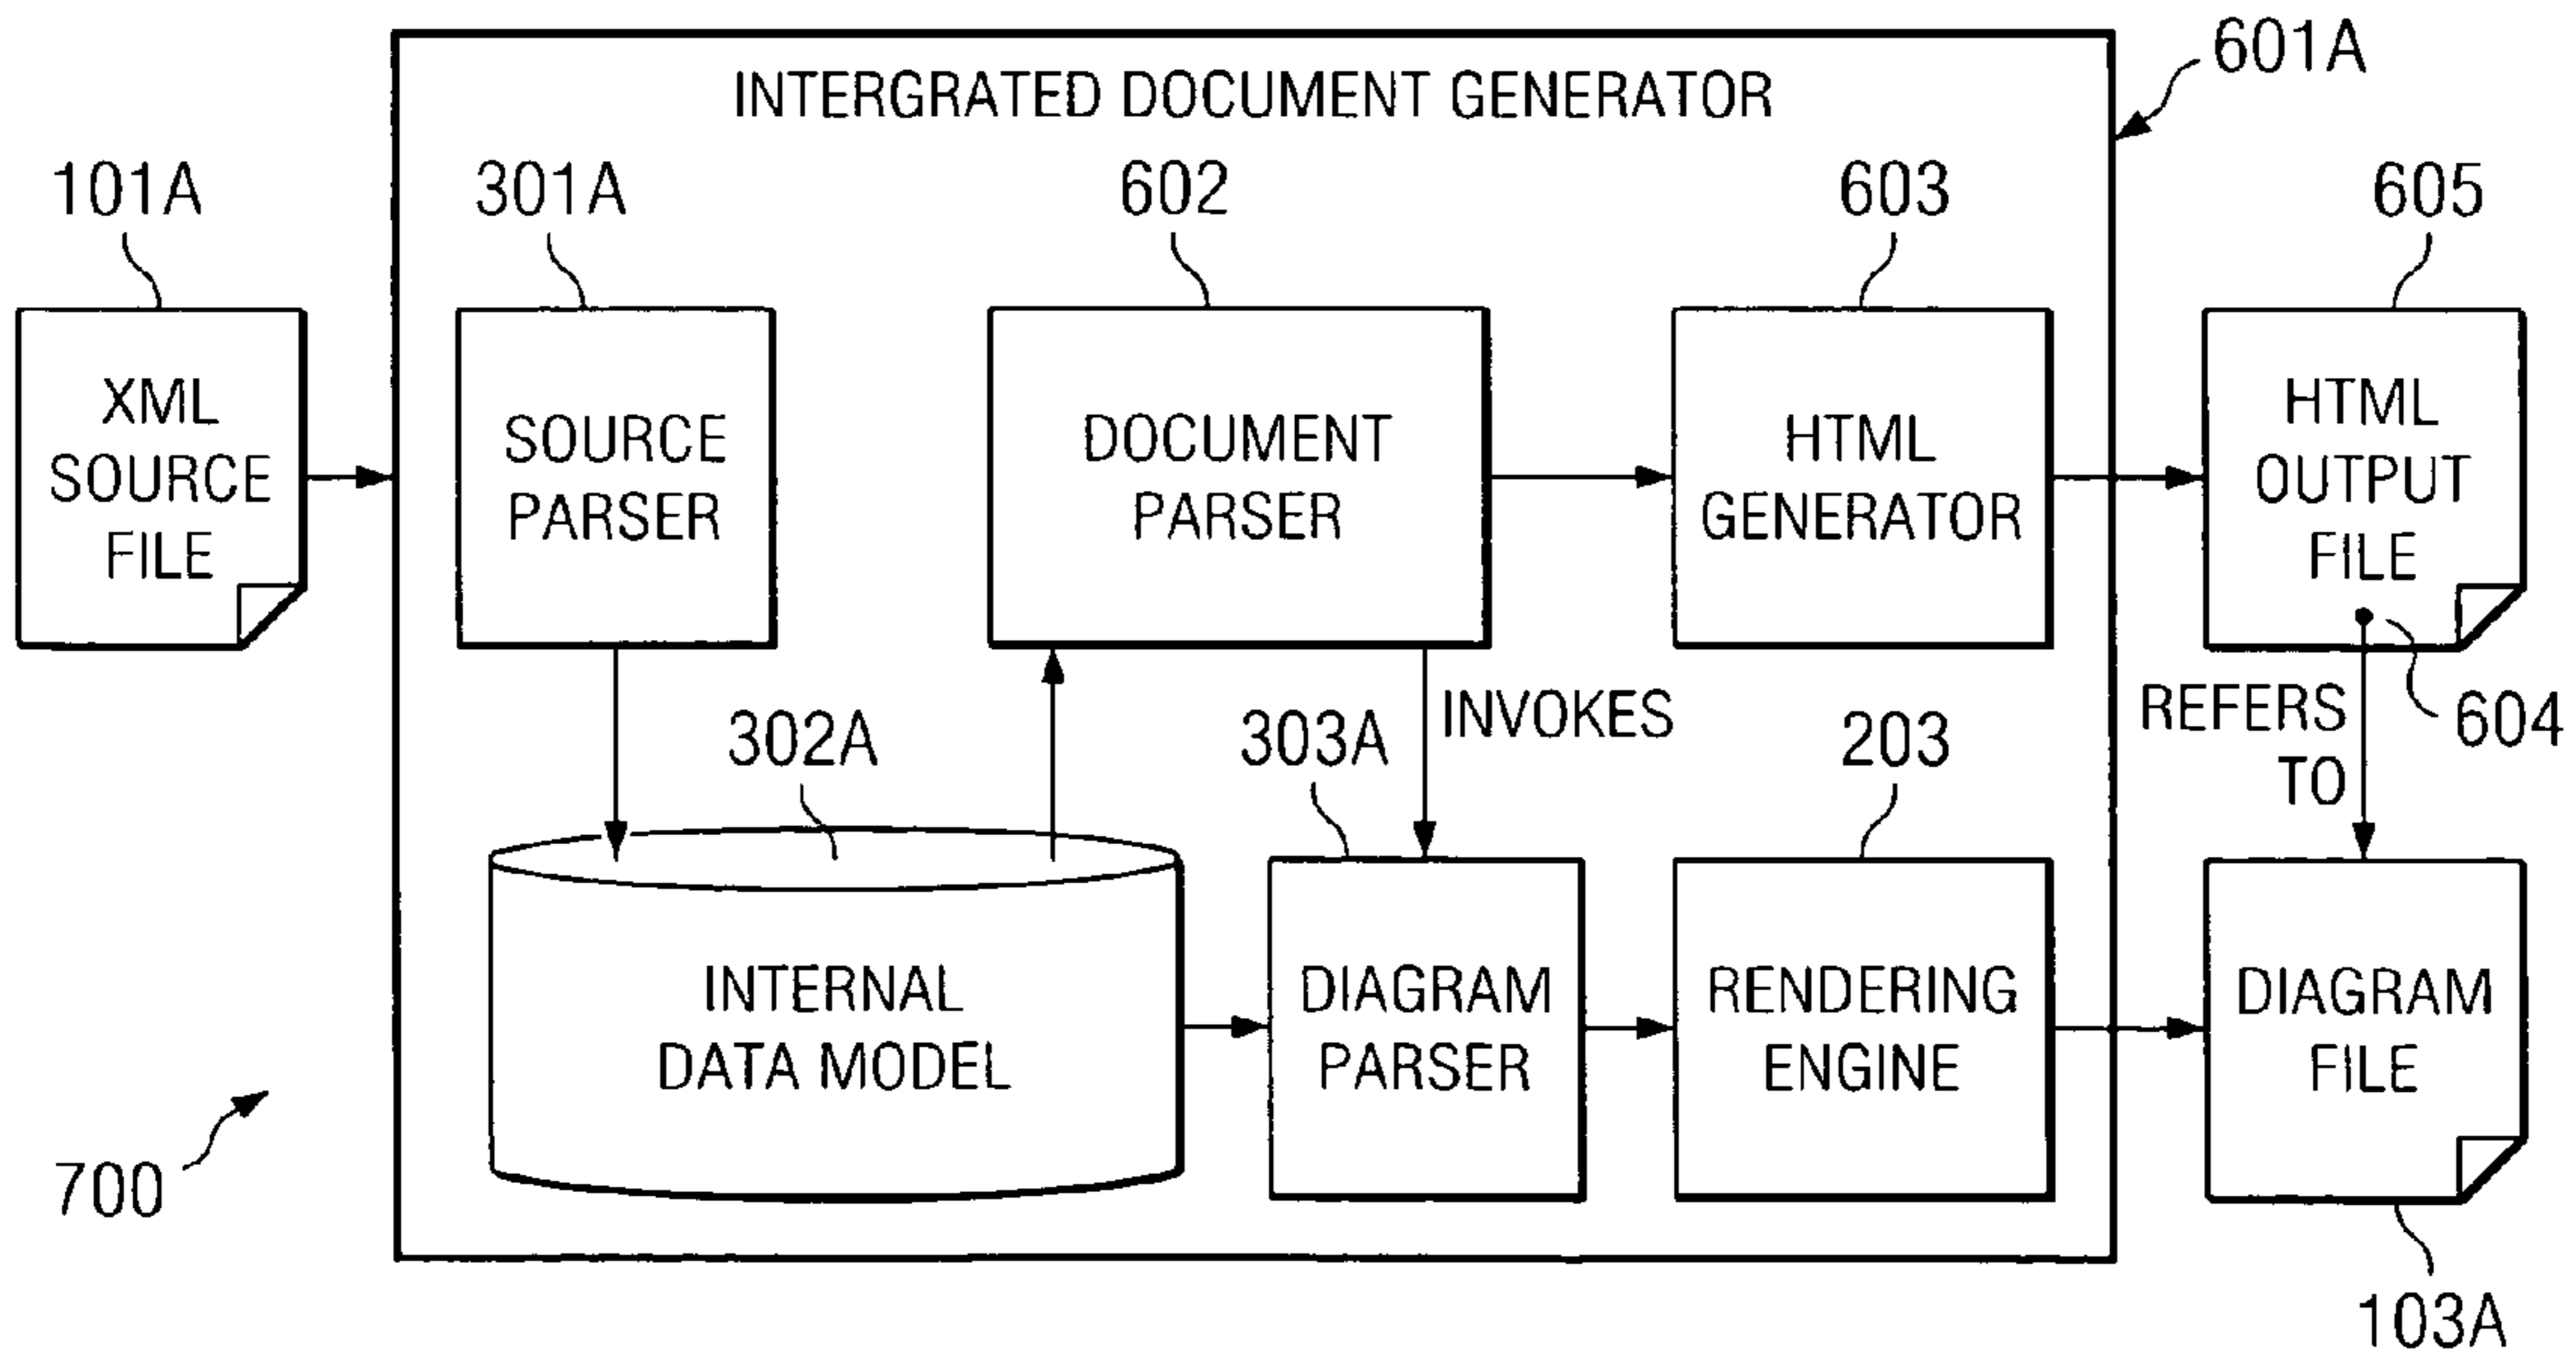 INTERGRATED DOCUMENT GENERATOR
601A
101A
301A
602
603
605
XML
SOURCE
FILE
SOURCE
PARSER
DOCUMENT
PARSER
HTML
GENERATOR
HTML
OUTPUT
FILE
INVOKES
REFERS
TO
604
302A
303A
203
INTERNAL
DATA MODEL
DIAGRAM
PARSER
RENDERING
ENGINE
DIAGRAM
FILE
700
103A